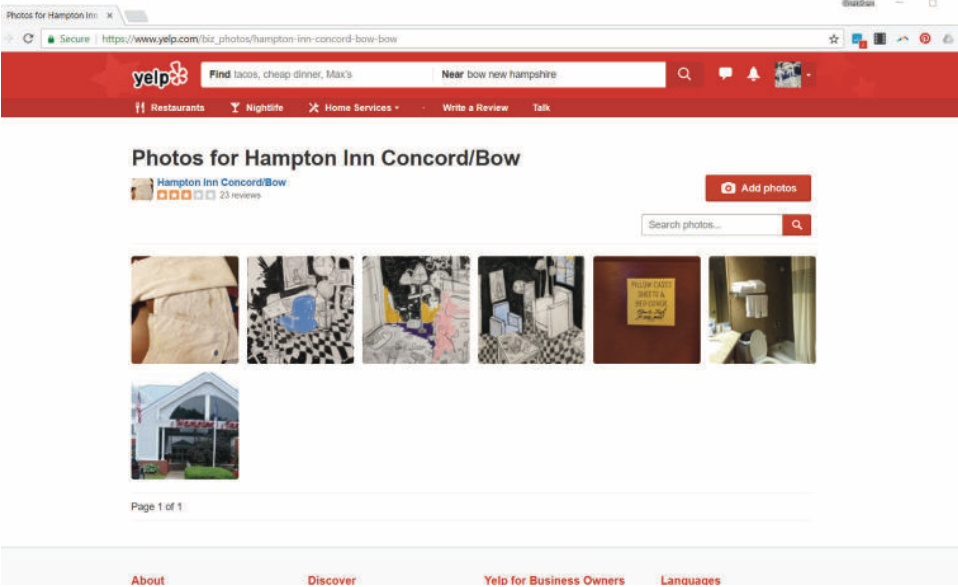 Photos for Hampton Inn
Secure https://www.yelp.com/biz_photos/hampton-inn-concord-bow-bow
yelp Find tacos, cheap dinner, Max's Near bow new hampshire
Restaurants Nightlife Home Services Write a Review Talk
Photos for Hampton Inn Concord/Bow
Hampton Inn Concord/Bow
23 reviews
Add photos
Search photos...
PILLOW CASES
SHEETS &
Page 1 of 1
About Discover Yelp for Business Owners Languages